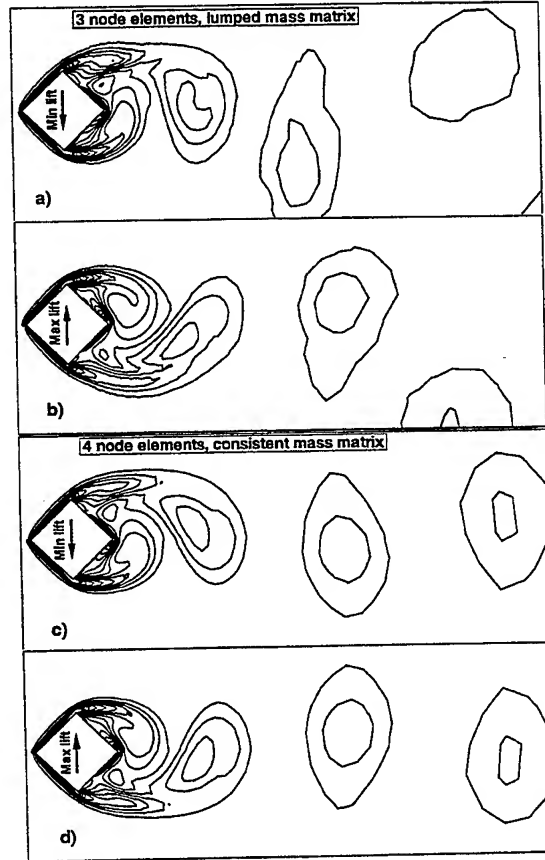 3 node elements, lumped mass matrix
Min lift
a)
Max lift
b)
4 node elements, consistent mass matrix
Min lift
c)
Max lift
d)